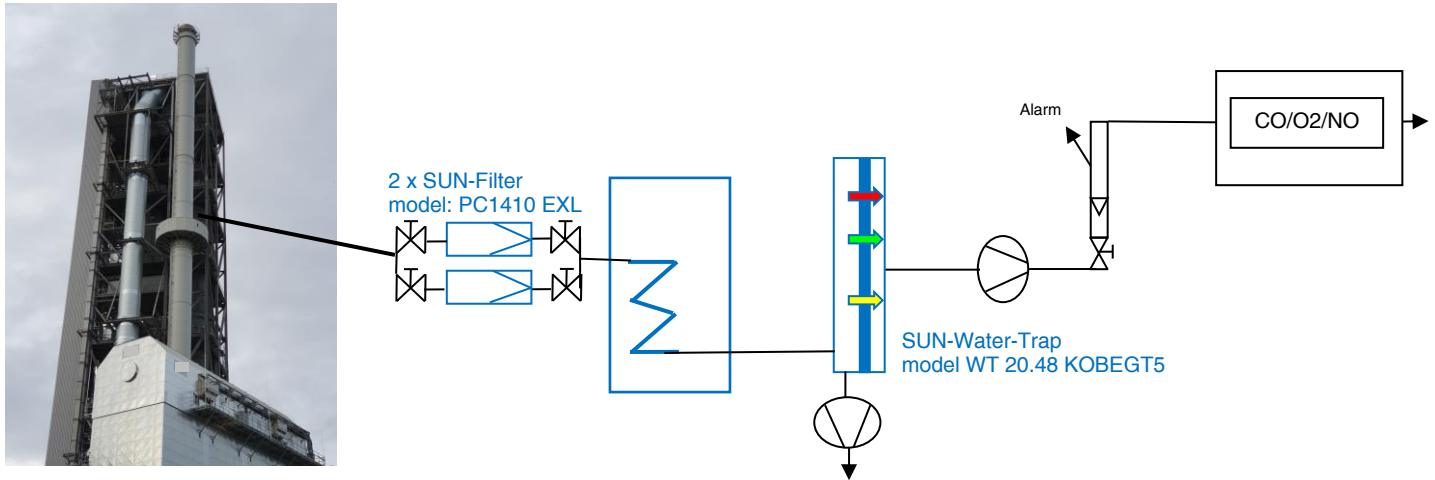 2 x SUN-Filter
model: PC1410 EXL
SUN-Water-Trap
model WT 20.48 KOBEGT5
Alarm
CO/O2/NO